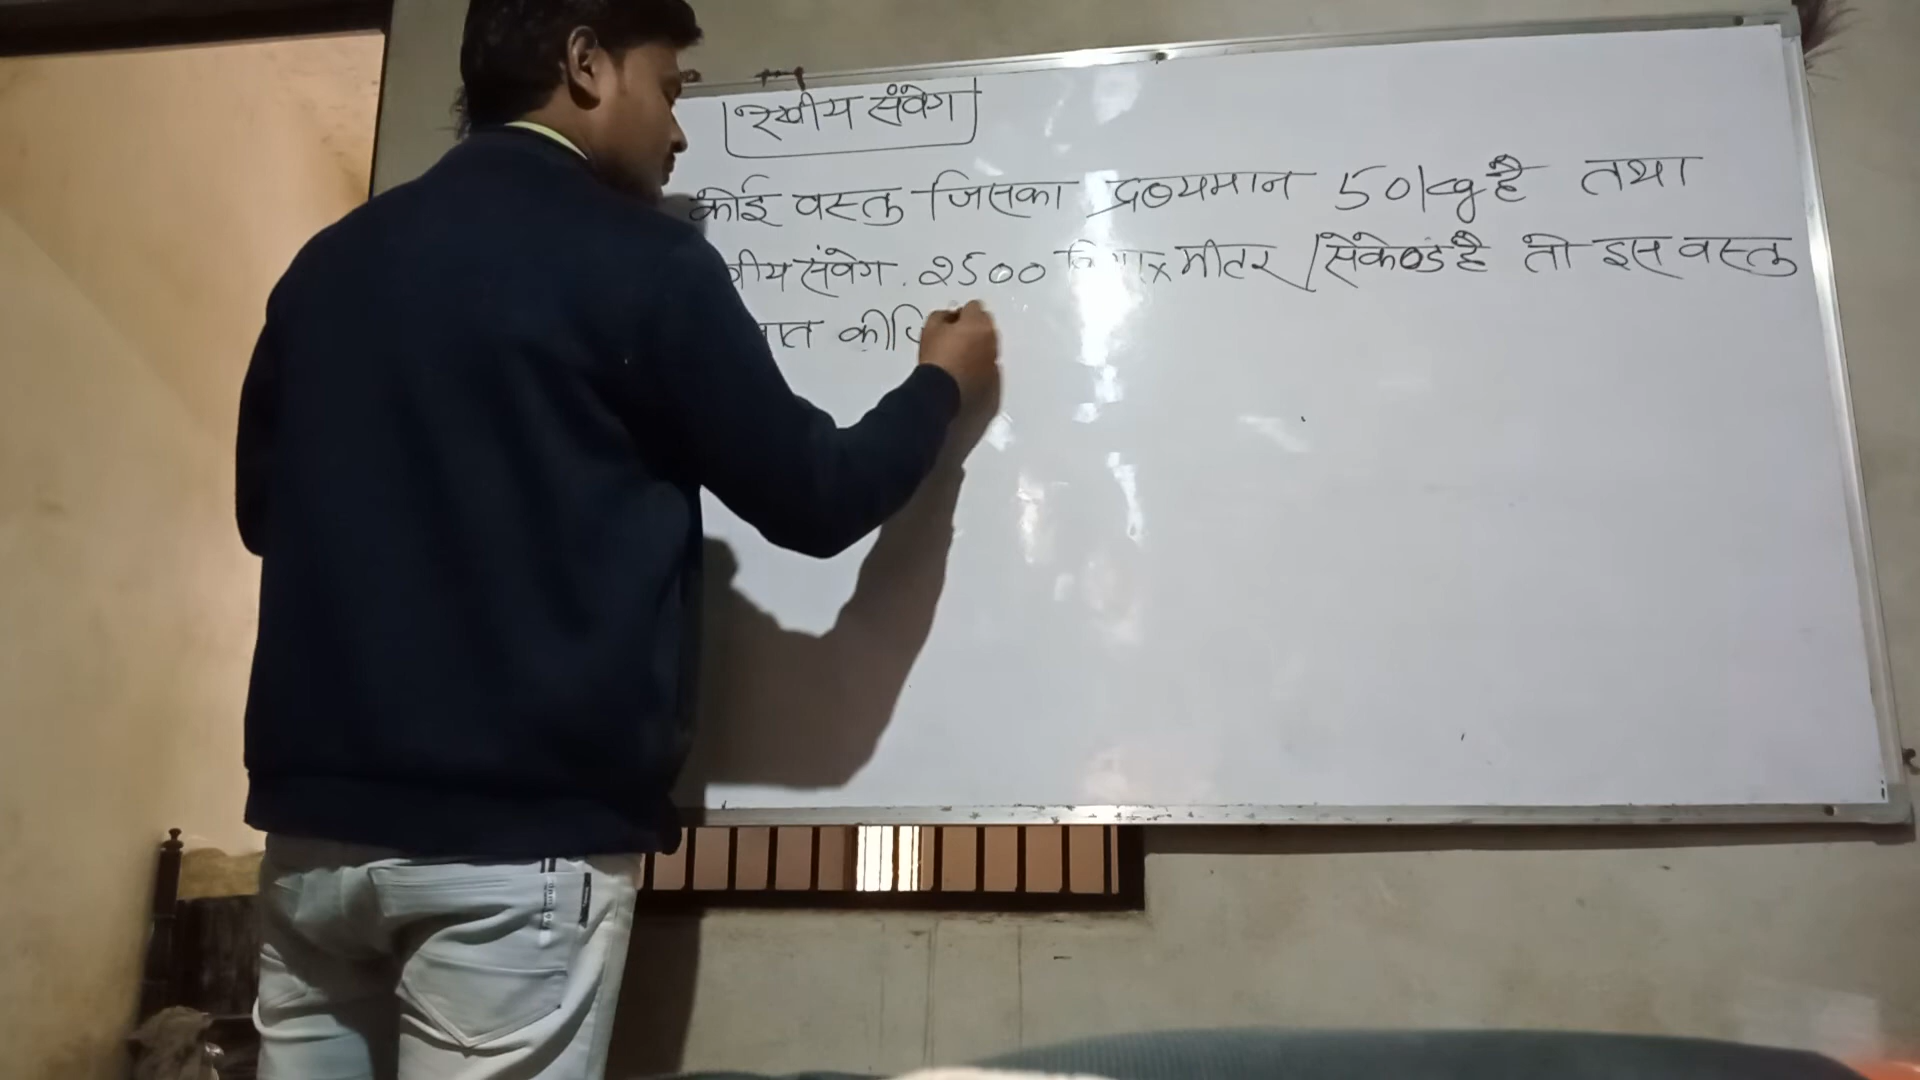 रेखीय संवेग
कोई वस्तु जिसका द्रव्यमान 50kg है तथा
संवेग 2500 मीटर/सेकेण्ड है तो इस वस्तु